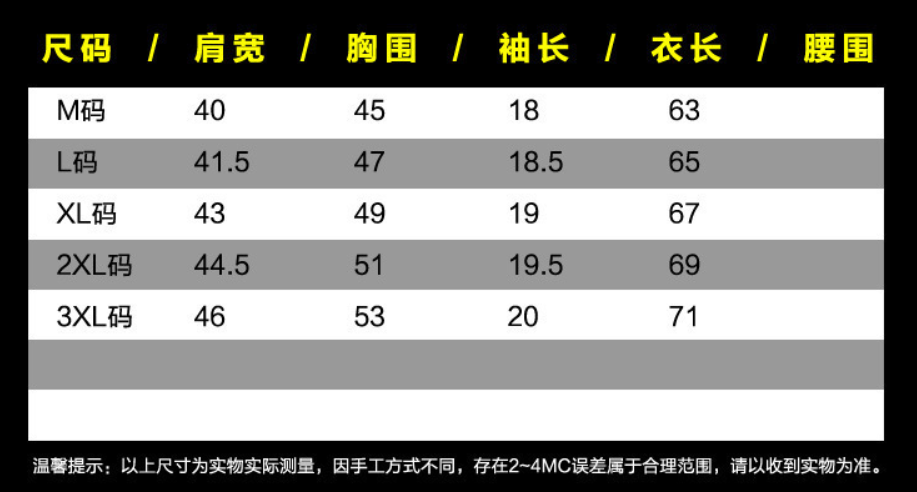 尺码 / 肩宽 / 胸围 / 袖长 / 衣长 / 腰围
M码 40 45 18 63
L码 41.5 47 18.5 65
XL码 43 49 19 67
2XL码 44.5 51 19.5 69
3XL码 46 53 20 71
温馨提示：以上尺寸为实物实际测量，因手工方式不同，存在2~4MC误差属于合理范围，请以收到实物为准。